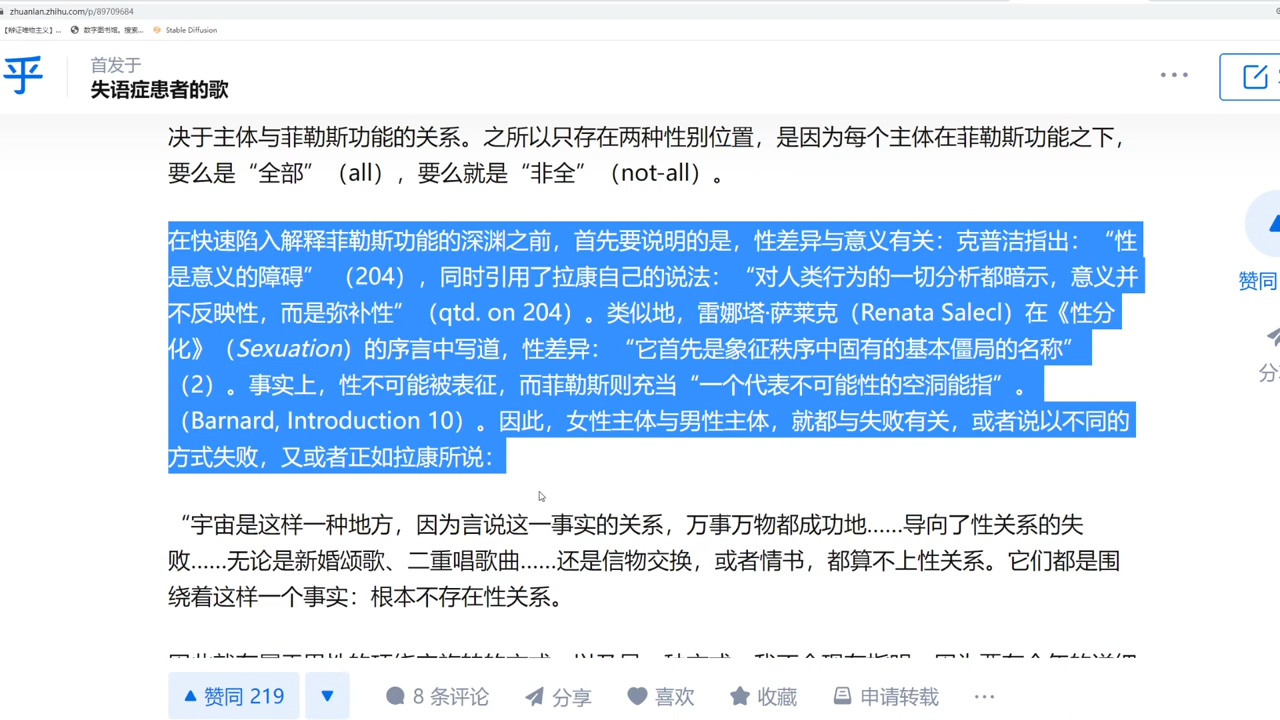 zhuanlan.zhihu.com/p/89709684
【辩证唯物主义】... 数字图书馆。搜索... Stable Diffusion
乎 首发于
失语症患者的歌
决于主体与菲勒斯功能的关系。之所以只存在两种性别位置，是因为每个主体在菲勒斯功能之下，
要么是“全部”（all），要么就是“非全”（not-all）。
在快速陷入解释菲勒斯功能的深渊之前，首先要说明的是，性差异与意义有关：克普洁指出：“性
是意义的障碍”（204），同时引用了拉康自己的说法：“对人类行为的一切分析都暗示，意义并
不反映性，而是弥补性”（qtd. on 204）。类似地，雷娜塔·萨莱克（Renata Salecl）在《性分
化》（Sexuation）的序言中写道，性差异：“它首先是象征秩序中固有的基本僵局的名称”
（2）。事实上，性不可能被表征，而菲勒斯则充当“一个代表不可能性的空洞能指”。
（Barnard, Introduction 10）。因此，女性主体与男性主体，就都与失败有关，或者说以不同的
方式失败，又或者正如拉康所说：
“宇宙是这样一种地方，因为言说这一事实的关系，万事万物都成功地......导向了性关系的失
败......无论是新婚颂歌、二重唱歌曲......还是信物交换，或者情书，都算不上性关系。它们都是围
绕着这样一个事实：根本不存在性关系。
赞同
赞同 219 8 条评论 分享 喜欢 收藏 申请转载